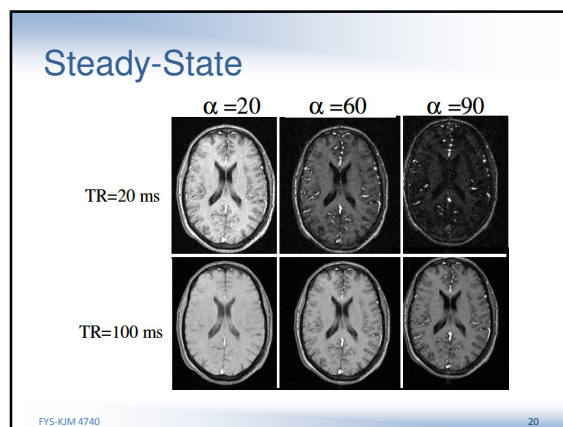 Steady-State
α =20 α =60 α =90
TR=20 ms
TR=100 ms
FYS-KJM 4740 20